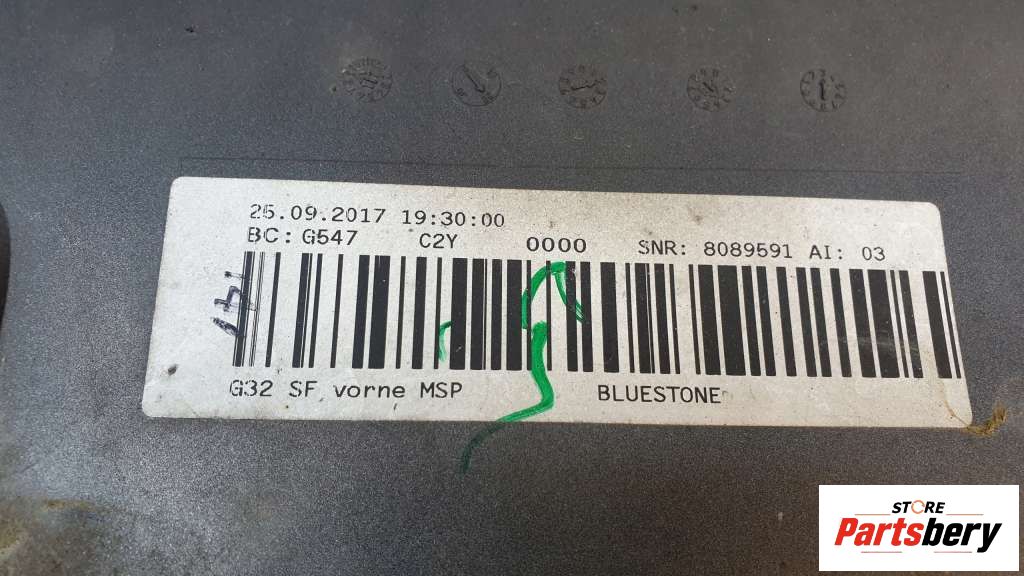 25.09.2017 19:30:00
BC: G547 C2Y 0000 SNR: 8089591 AI: 03
G32 SF vorne MSP BLUESTONE
STORE
Partsbery